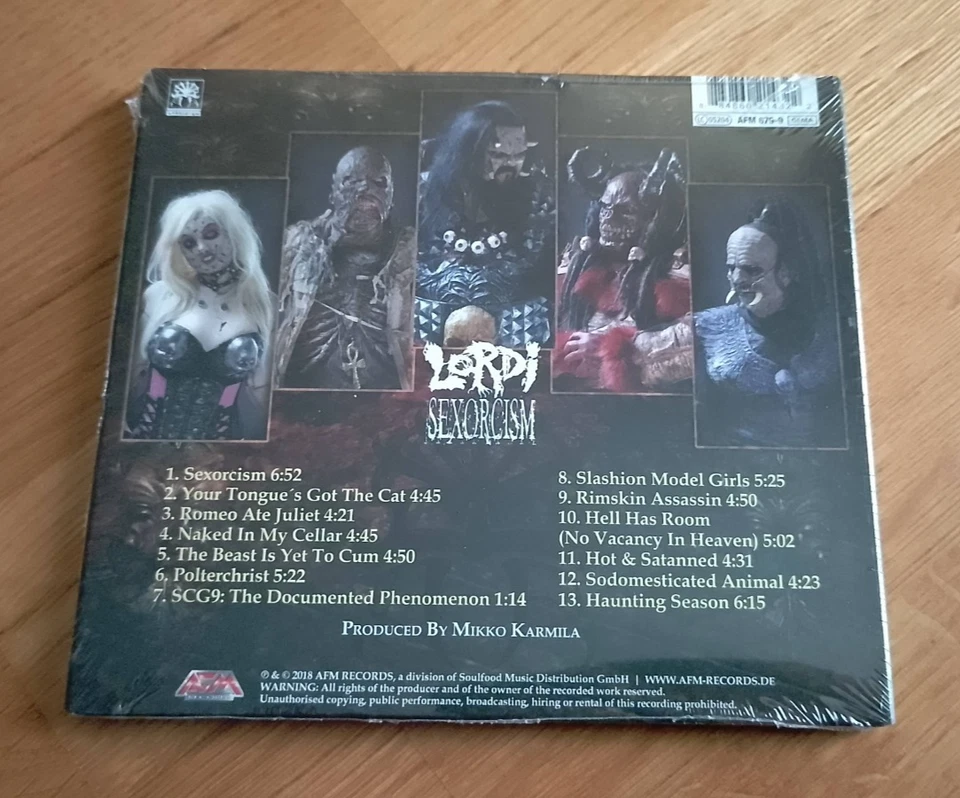 AFM 675-9
LORDI
SEXORCISM
1. Sexorcism 6:52
2. Your Tongue´s Got The Cat 4:45
3. Romeo Ate Juliet 4:21
4. Naked In My Cellar 4:45
5. The Beast Is Yet To Cum 4:50
6. Polterchrist 5:22
7. SCG9: The Documented Phenomenon 1:14
8. Slashion Model Girls 5:25
9. Rimskin Assassin 4:50
10. Hell Has Room
(No Vacancy In Heaven) 5:02
11. Hot & Satanned 4:31
12. Sodomesticated Animal 4:23
13. Haunting Season 6:15
PRODUCED BY MIKKO KARMILA
AFM
℗ & © 2018 AFM RECORDS, a division of Soulfood Music Distribution GmbH | WWW.AFM-RECORDS.DE
WARNING: All rights of the producer and of the owner of the recorded work reserved.
Unauthorised copying, public performance, broadcasting, hiring or rental of this recording prohibited.